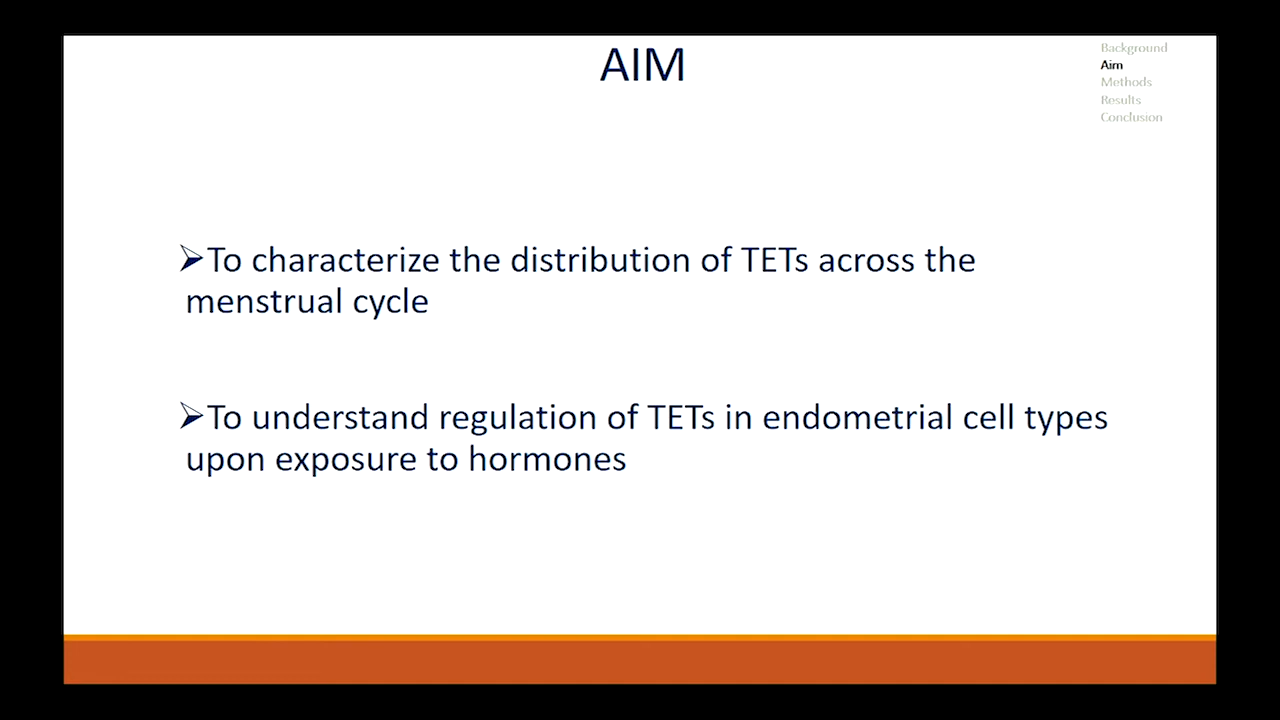 AIM
Background
Aim
Methods
Results
Conclusion
➢To characterize the distribution of TETs across the
menstrual cycle
➢To understand regulation of TETs in endometrial cell types
upon exposure to hormones